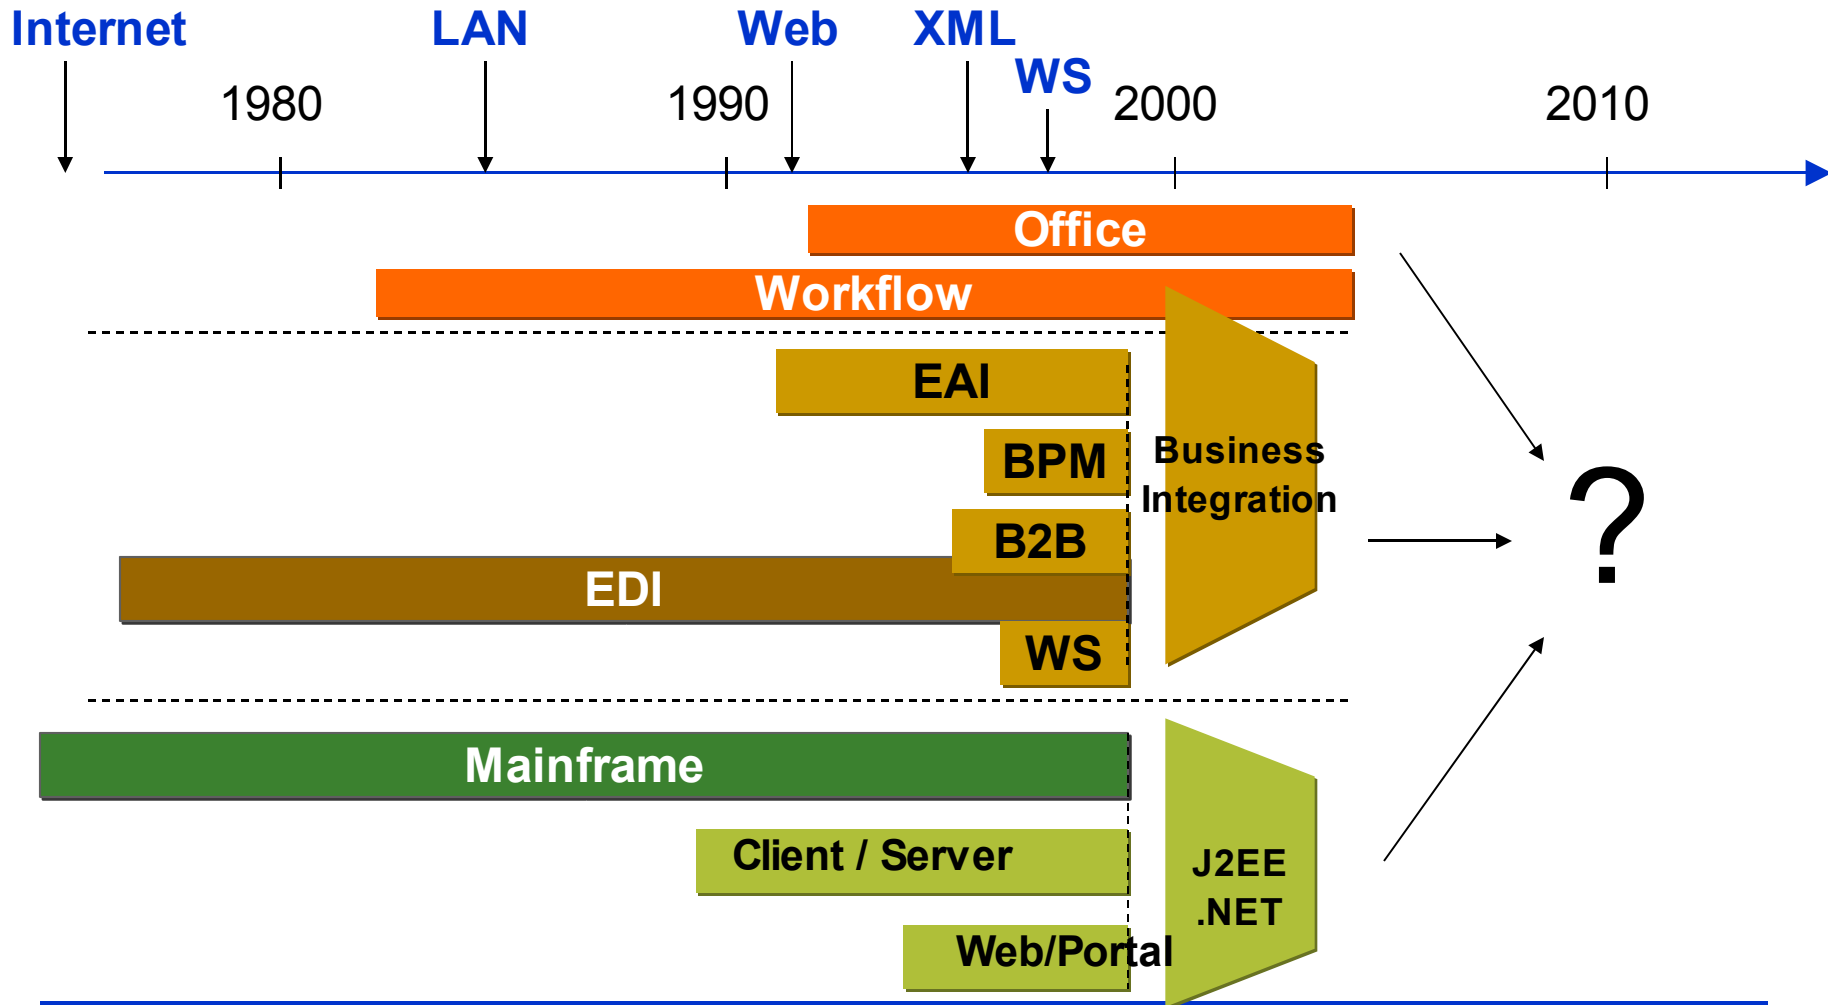 Internet
LAN
Web
XML
WS
1980
1990
2000
2010
Office
Workflow
EAI
BPM
Business
Integration
B2B
EDI
WS
?
Mainframe
Client / Server
J2EE
.NET
Web/Portal